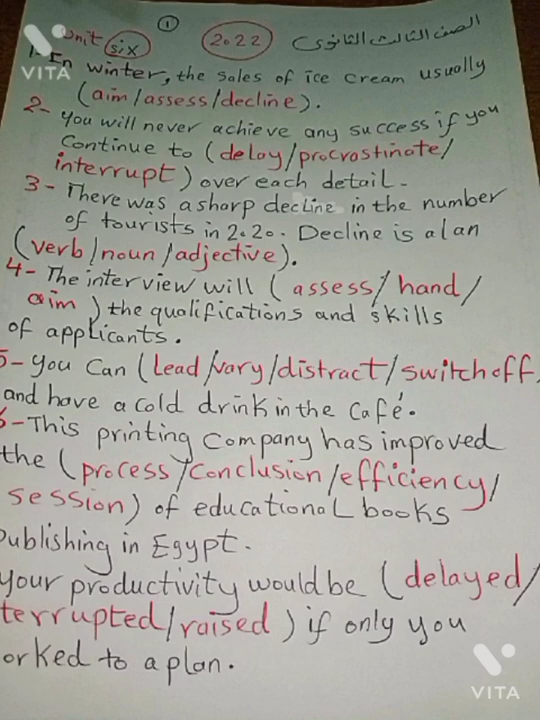 ①
Unit six 2022 الصف الثالث الثانوى
VITA
1- In winter, the sales of ice cream usually
(aim/assess/decline).
2- You will never achieve any success if you
continue to (delay/procrastinate/
interrupt) over each detail.
3- There was a sharp decline in the number
of tourists in 2020. Decline is a/an
(verb/noun/adjective).
4- The interview will (assess/hand/
aim) the qualifications and skills
of applicants.
5- You can (Lead/vary/distract/switch off)
and have a cold drink in the café.
6- This printing company has improved
the (process/conclusion/efficiency/
session) of educational books
publishing in Egypt.
your productivity would be (delayed/
terrupted/raised) if only you
orked to a plan.
VITA